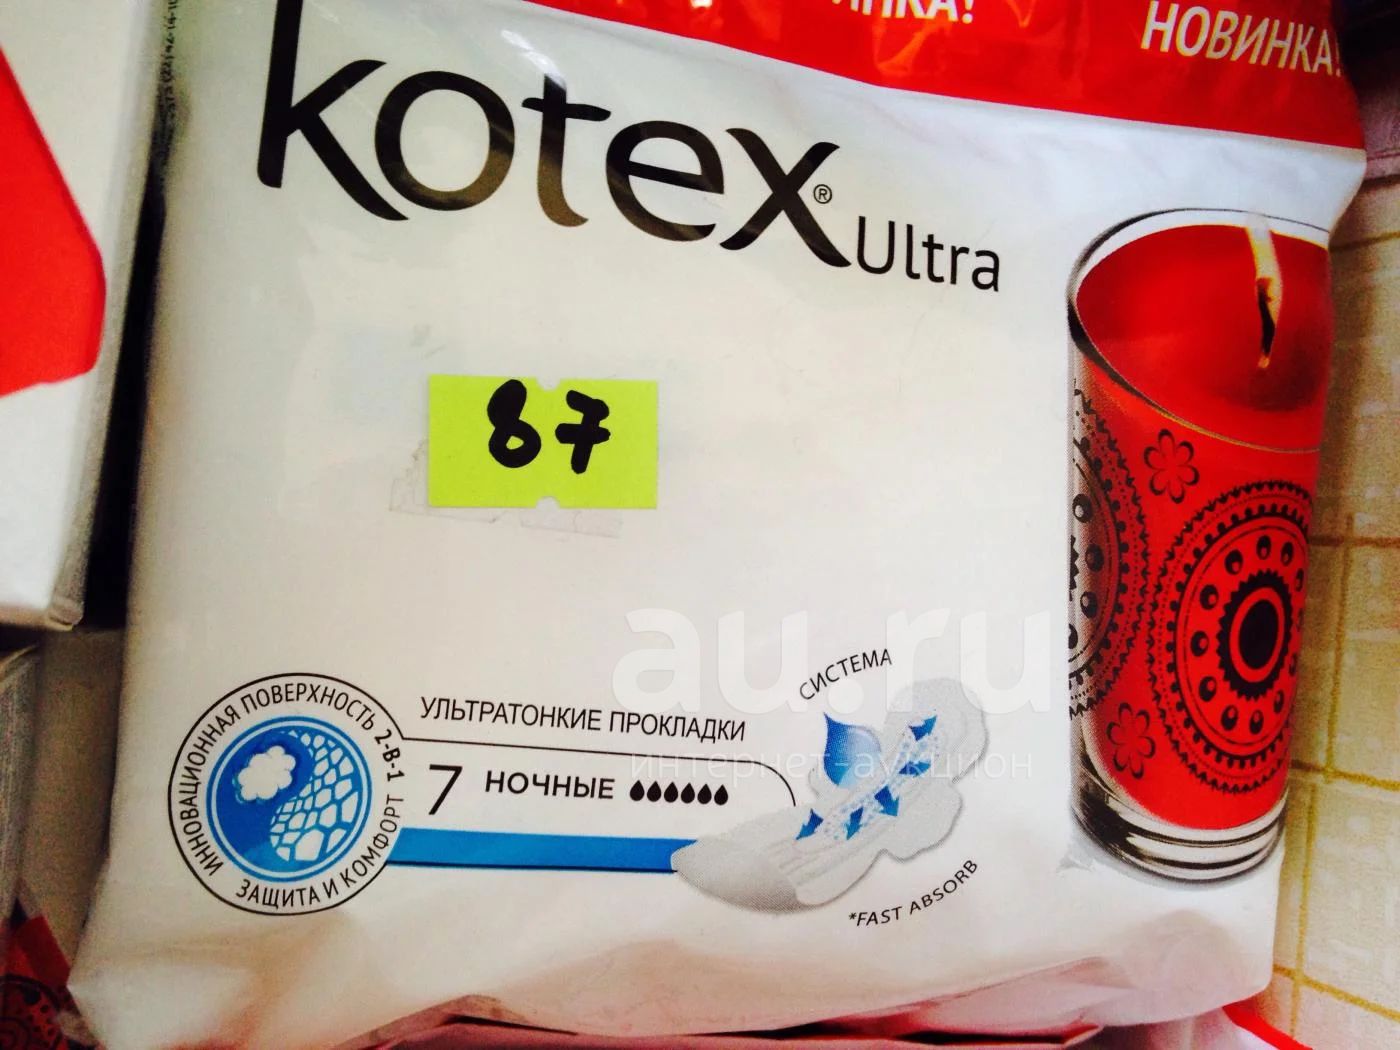 НОВИНКА!
kotex® Ultra
87
au.ru
интернет-аукцион
ИННОВАЦИОННАЯ ПОВЕРХНОСТЬ 2-В-1
ЗАЩИТА И КОМФОРТ
УЛЬТРАТОНКИЕ ПРОКЛАДКИ
7 НОЧНЫЕ
СИСТЕМА
*FAST ABSORB